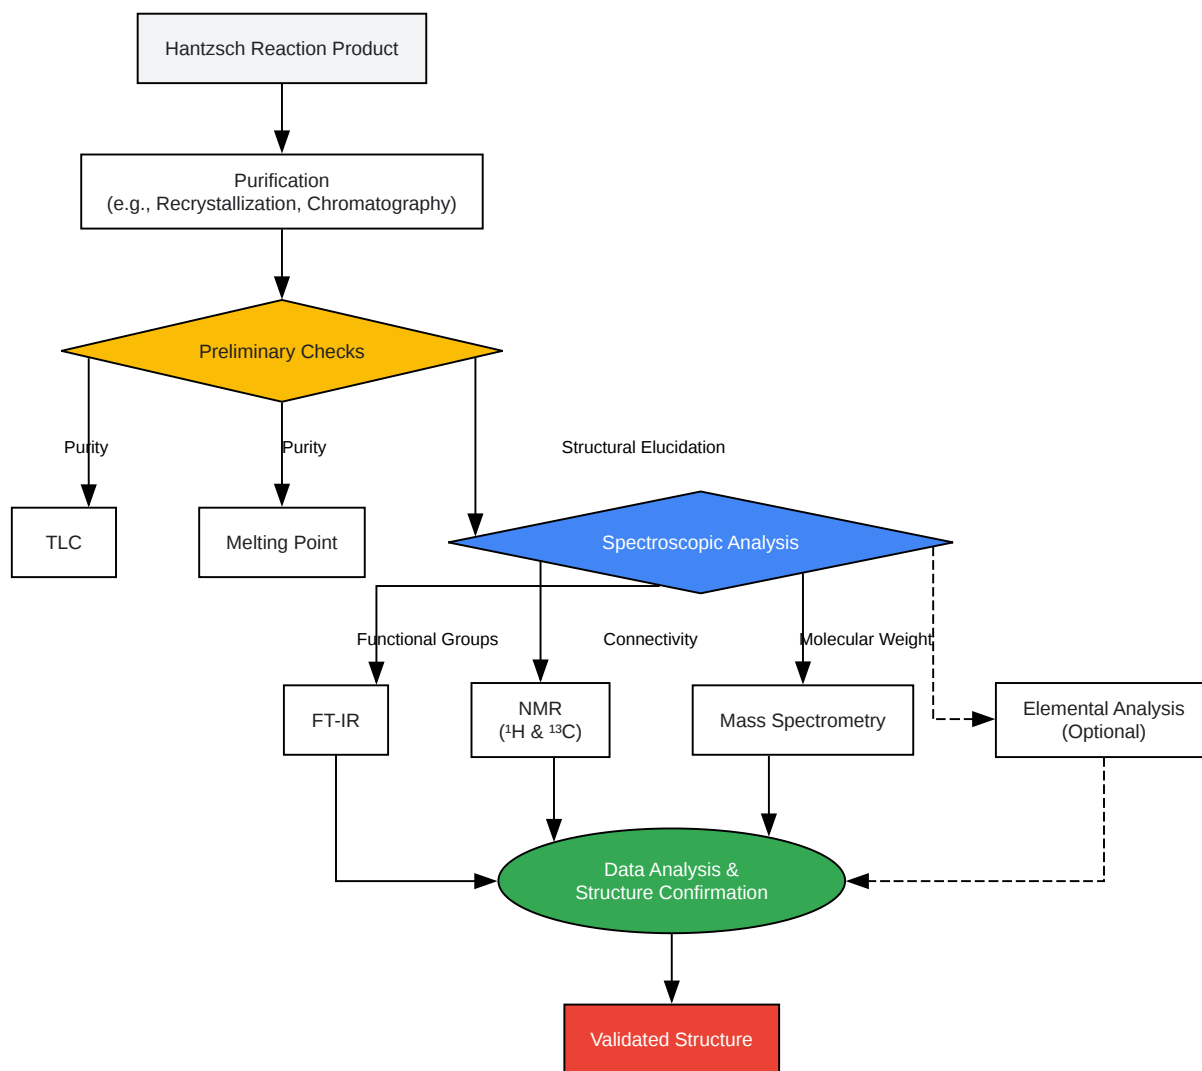 Hantzsch Reaction Product
Purification
(e.g., Recrystallization, Chromatography)
Preliminary Checks
Purity
Purity
Structural Elucidation
TLC
Melting Point
Spectroscopic Analysis
Functional Groups
Connectivity
Molecular Weight
FT-IR
NMR
(¹H & ¹³C)
Mass Spectrometry
Elemental Analysis
(Optional)
Data Analysis &
Structure Confirmation
Validated Structure